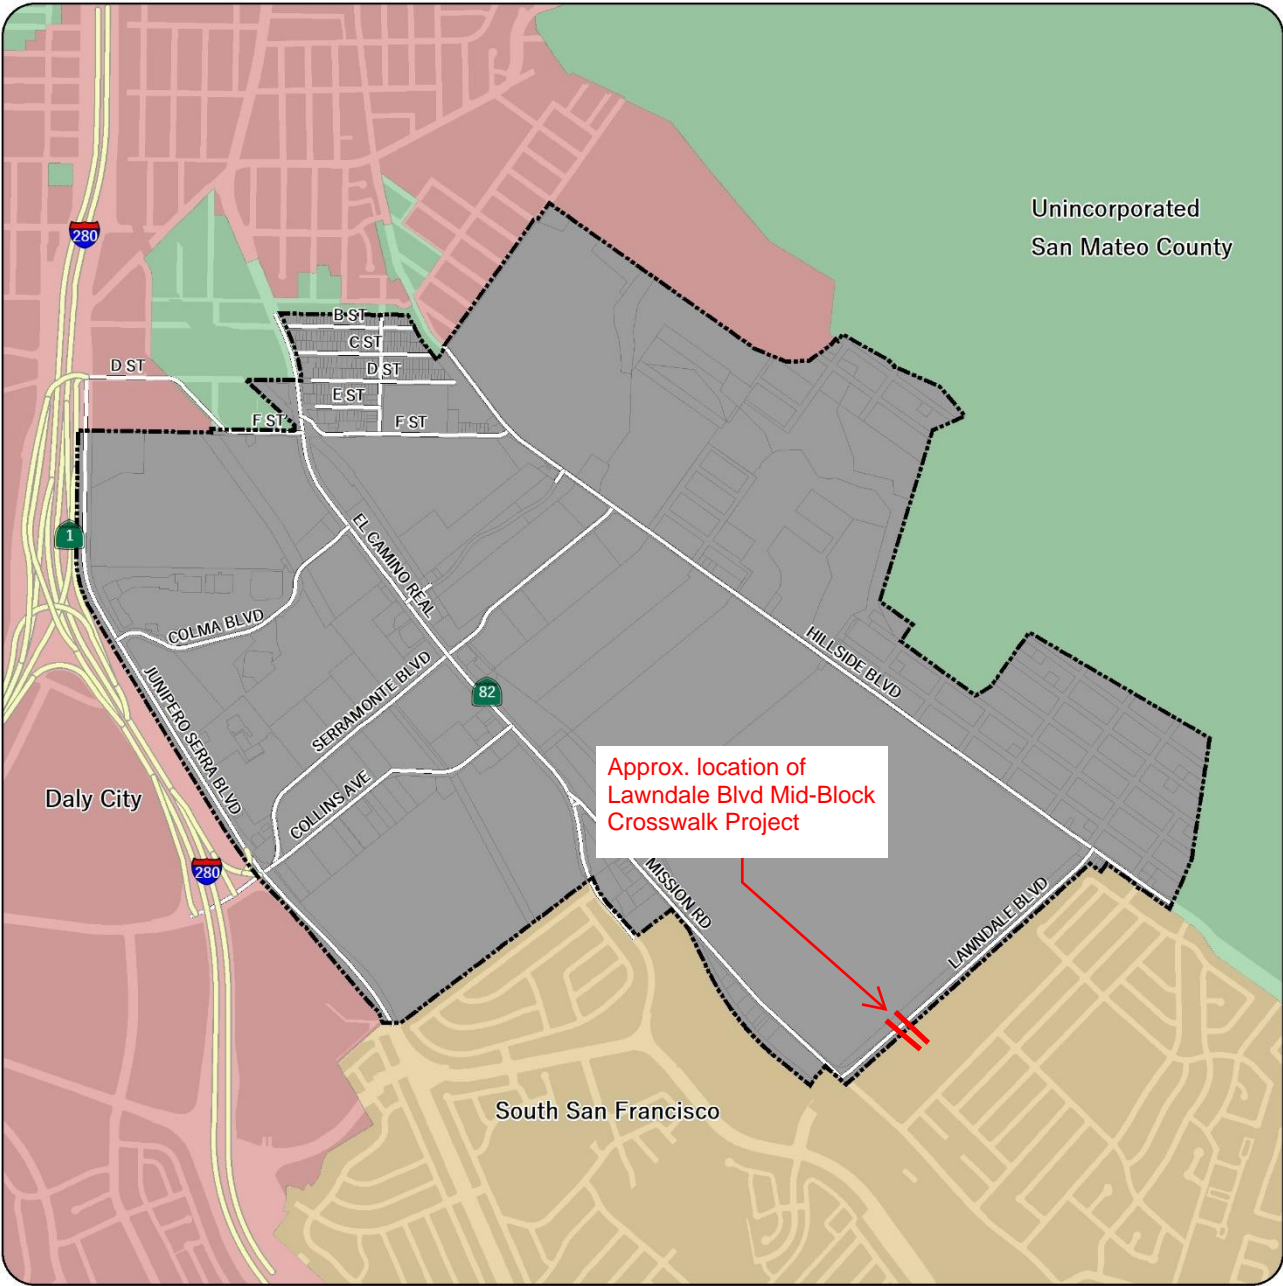 Unincorporated
San Mateo County
280
B ST
C ST
D ST
D ST
E ST
F ST
F ST
1
EL CAMINO REAL
COLMA BLVD
HILLSIDE BLVD
JUNIPERO SERRA BLVD
SERRAMONTE BLVD
82
Approx. location of
Lawndale Blvd Mid-Block
Crosswalk Project
Daly City
COLLINS AVE
280
MISSION RD
LAWNDALE BLVD
South San Francisco